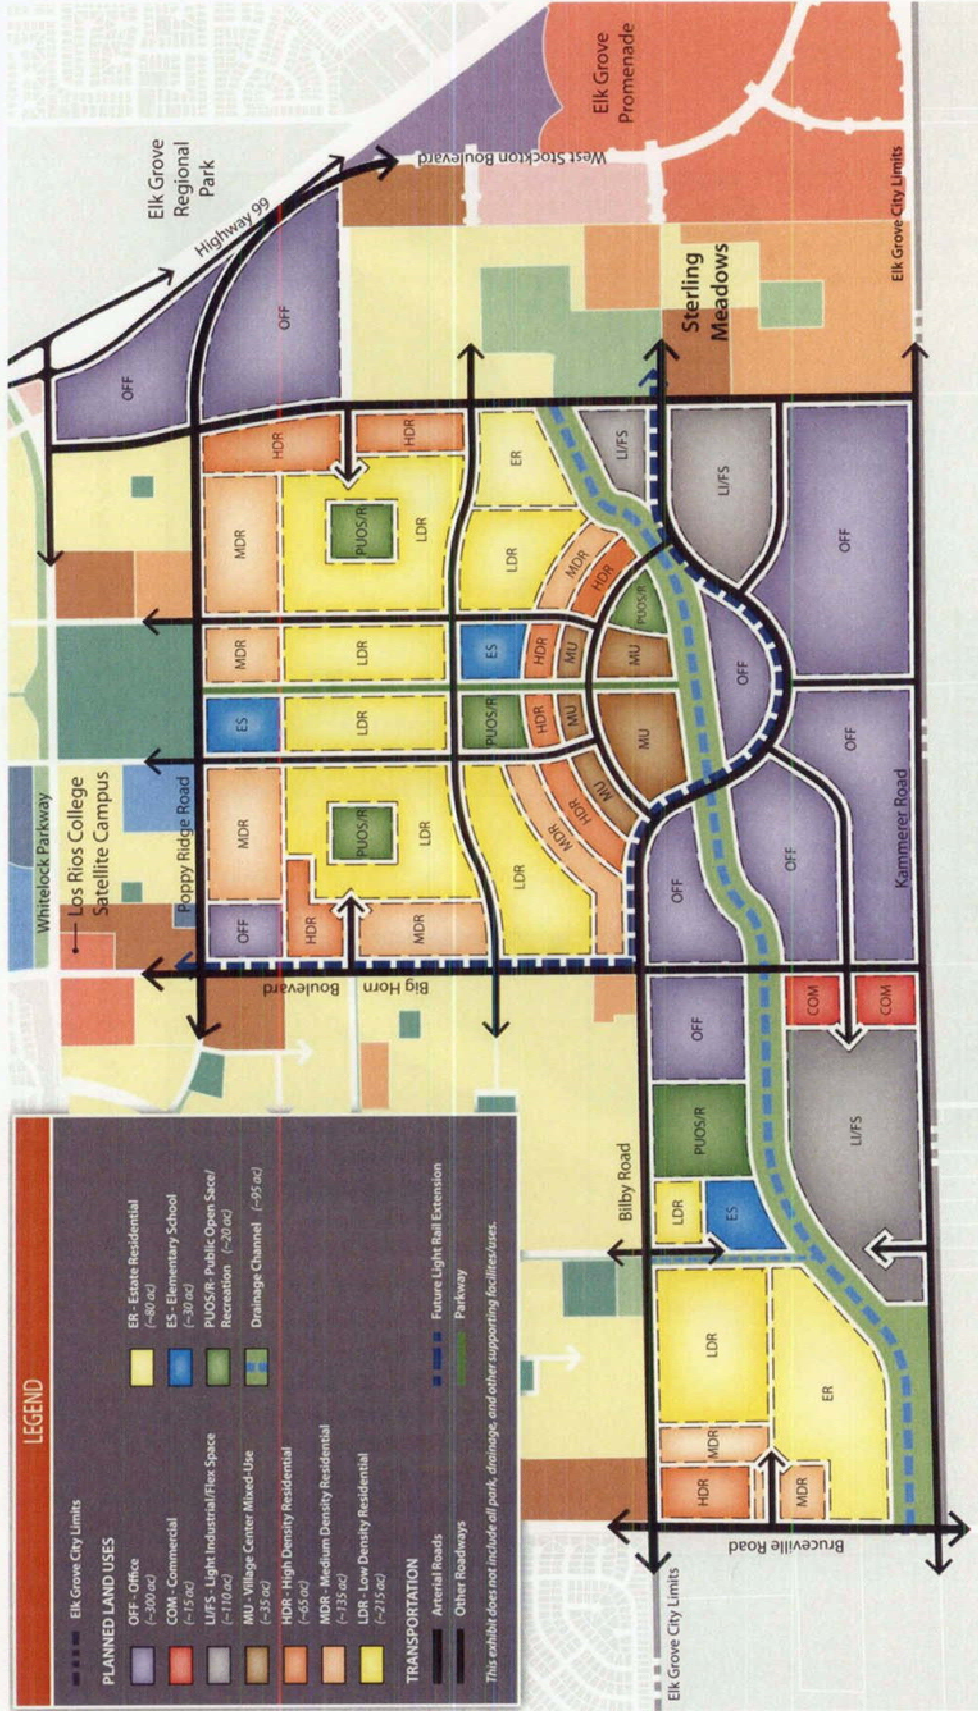 LEGEND
Elk Grove City Limits
PLANNED LAND USES
OFF - Office
(~300 ac)
COM - Commercial
(~15 ac)
LI/FS - Light Industrial/Flex Space
(~110 ac)
MU - Village Center Mixed-Use
(~35 ac)
HDR - High Density Residential
(~65 ac)
MDR - Medium Density Residential
(~135 ac)
LDR - Low Density Residential
(~215 ac)
ER - Estate Residential
(~80 ac)
ES - Elementary School
(~30 ac)
PUOS/R- Public Open Sace/
Recreation (~20 ac)
Drainage Channel (~95 ac)
TRANSPORTATION
Arterial Roads
Other Roadways
Future Light Rail Extension
Parkway
This exhibit does not include all park, drainage, and other supporting facilites/uses.
Whitelock Parkway
Los Rios College
Satellite Campus
Poppy Ridge Road
Elk Grove
Regional
Park
Highway 99
West Stockton Boulevard
Elk Grove
Promenade
Sterling
Meadows
Elk Grove City Limits
Big Horn
Boulevard
Bilby Road
Kammerer Road
Bruceville Road
Elk Grove City Limits
OFF
OFF
OFF
MDR
ES
MDR
MDR
HDR
HDR
PUOS/R
LDR
LDR
LDR
PUOS/R
LDR
HDR
MDR
LDR
PUOS/R
ES
LDR
ER
MDR
HDR
MU
HDR
MU
HDR
MU
MDR
HDR
MU
MU
PUOS/R
LI/FS
LI/FS
OFF
OFF
OFF
OFF
OFF
OFF
OFF
COM
COM
PUOS/R
LI/FS
LDR
ES
LDR
ER
MDR
HDR
MDR